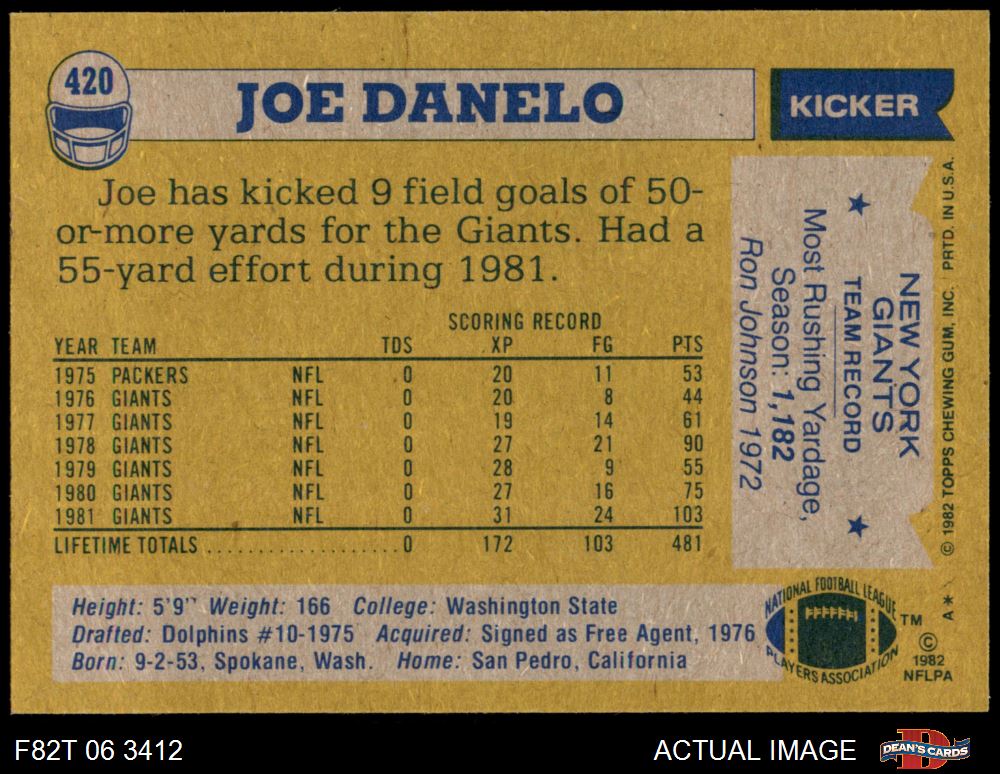 420
JOE DANELO
KICKER
Joe has kicked 9 field goals of 50-
or-more yards for the Giants. Had a
55-yard effort during 1981.
SCORING RECORD
YEAR TEAM TDS XP FG PTS
1975 PACKERS NFL 0 20 11 53
1976 GIANTS NFL 0 20 8 44
1977 GIANTS NFL 0 19 14 61
1978 GIANTS NFL 0 27 21 90
1979 GIANTS NFL 0 28 9 55
1980 GIANTS NFL 0 27 16 75
1981 GIANTS NFL 0 31 24 103
LIFETIME TOTALS ...................0 172 103 481
NEW YORK
GIANTS
TEAM RECORD
Most Rushing Yardage,
Season: 1,182
Ron Johnson 1972
© 1982 TOPPS CHEWING GUM, INC. PRTD. IN U.S.A.
Height: 5'9" Weight: 166 College: Washington State
Drafted: Dolphins #10-1975 Acquired: Signed as Free Agent, 1976
Born: 9-2-53, Spokane, Wash. Home: San Pedro, California
NATIONAL FOOTBALL LEAGUE
PLAYERS ASSOCIATION
TM
A*
©
1982
NFLPA
F82T 06 3412
ACTUAL IMAGE
DEAN'S CARDS